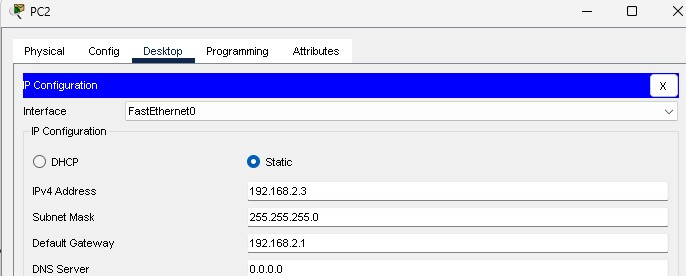 PC2
Physical Config Desktop Programming Attributes
IP Configuration X
Interface FastEthernet0
IP Configuration
DHCP Static
IPv4 Address 192.168.2.3
Subnet Mask 255.255.255.0
Default Gateway 192.168.2.1
DNS Server 0.0.0.0